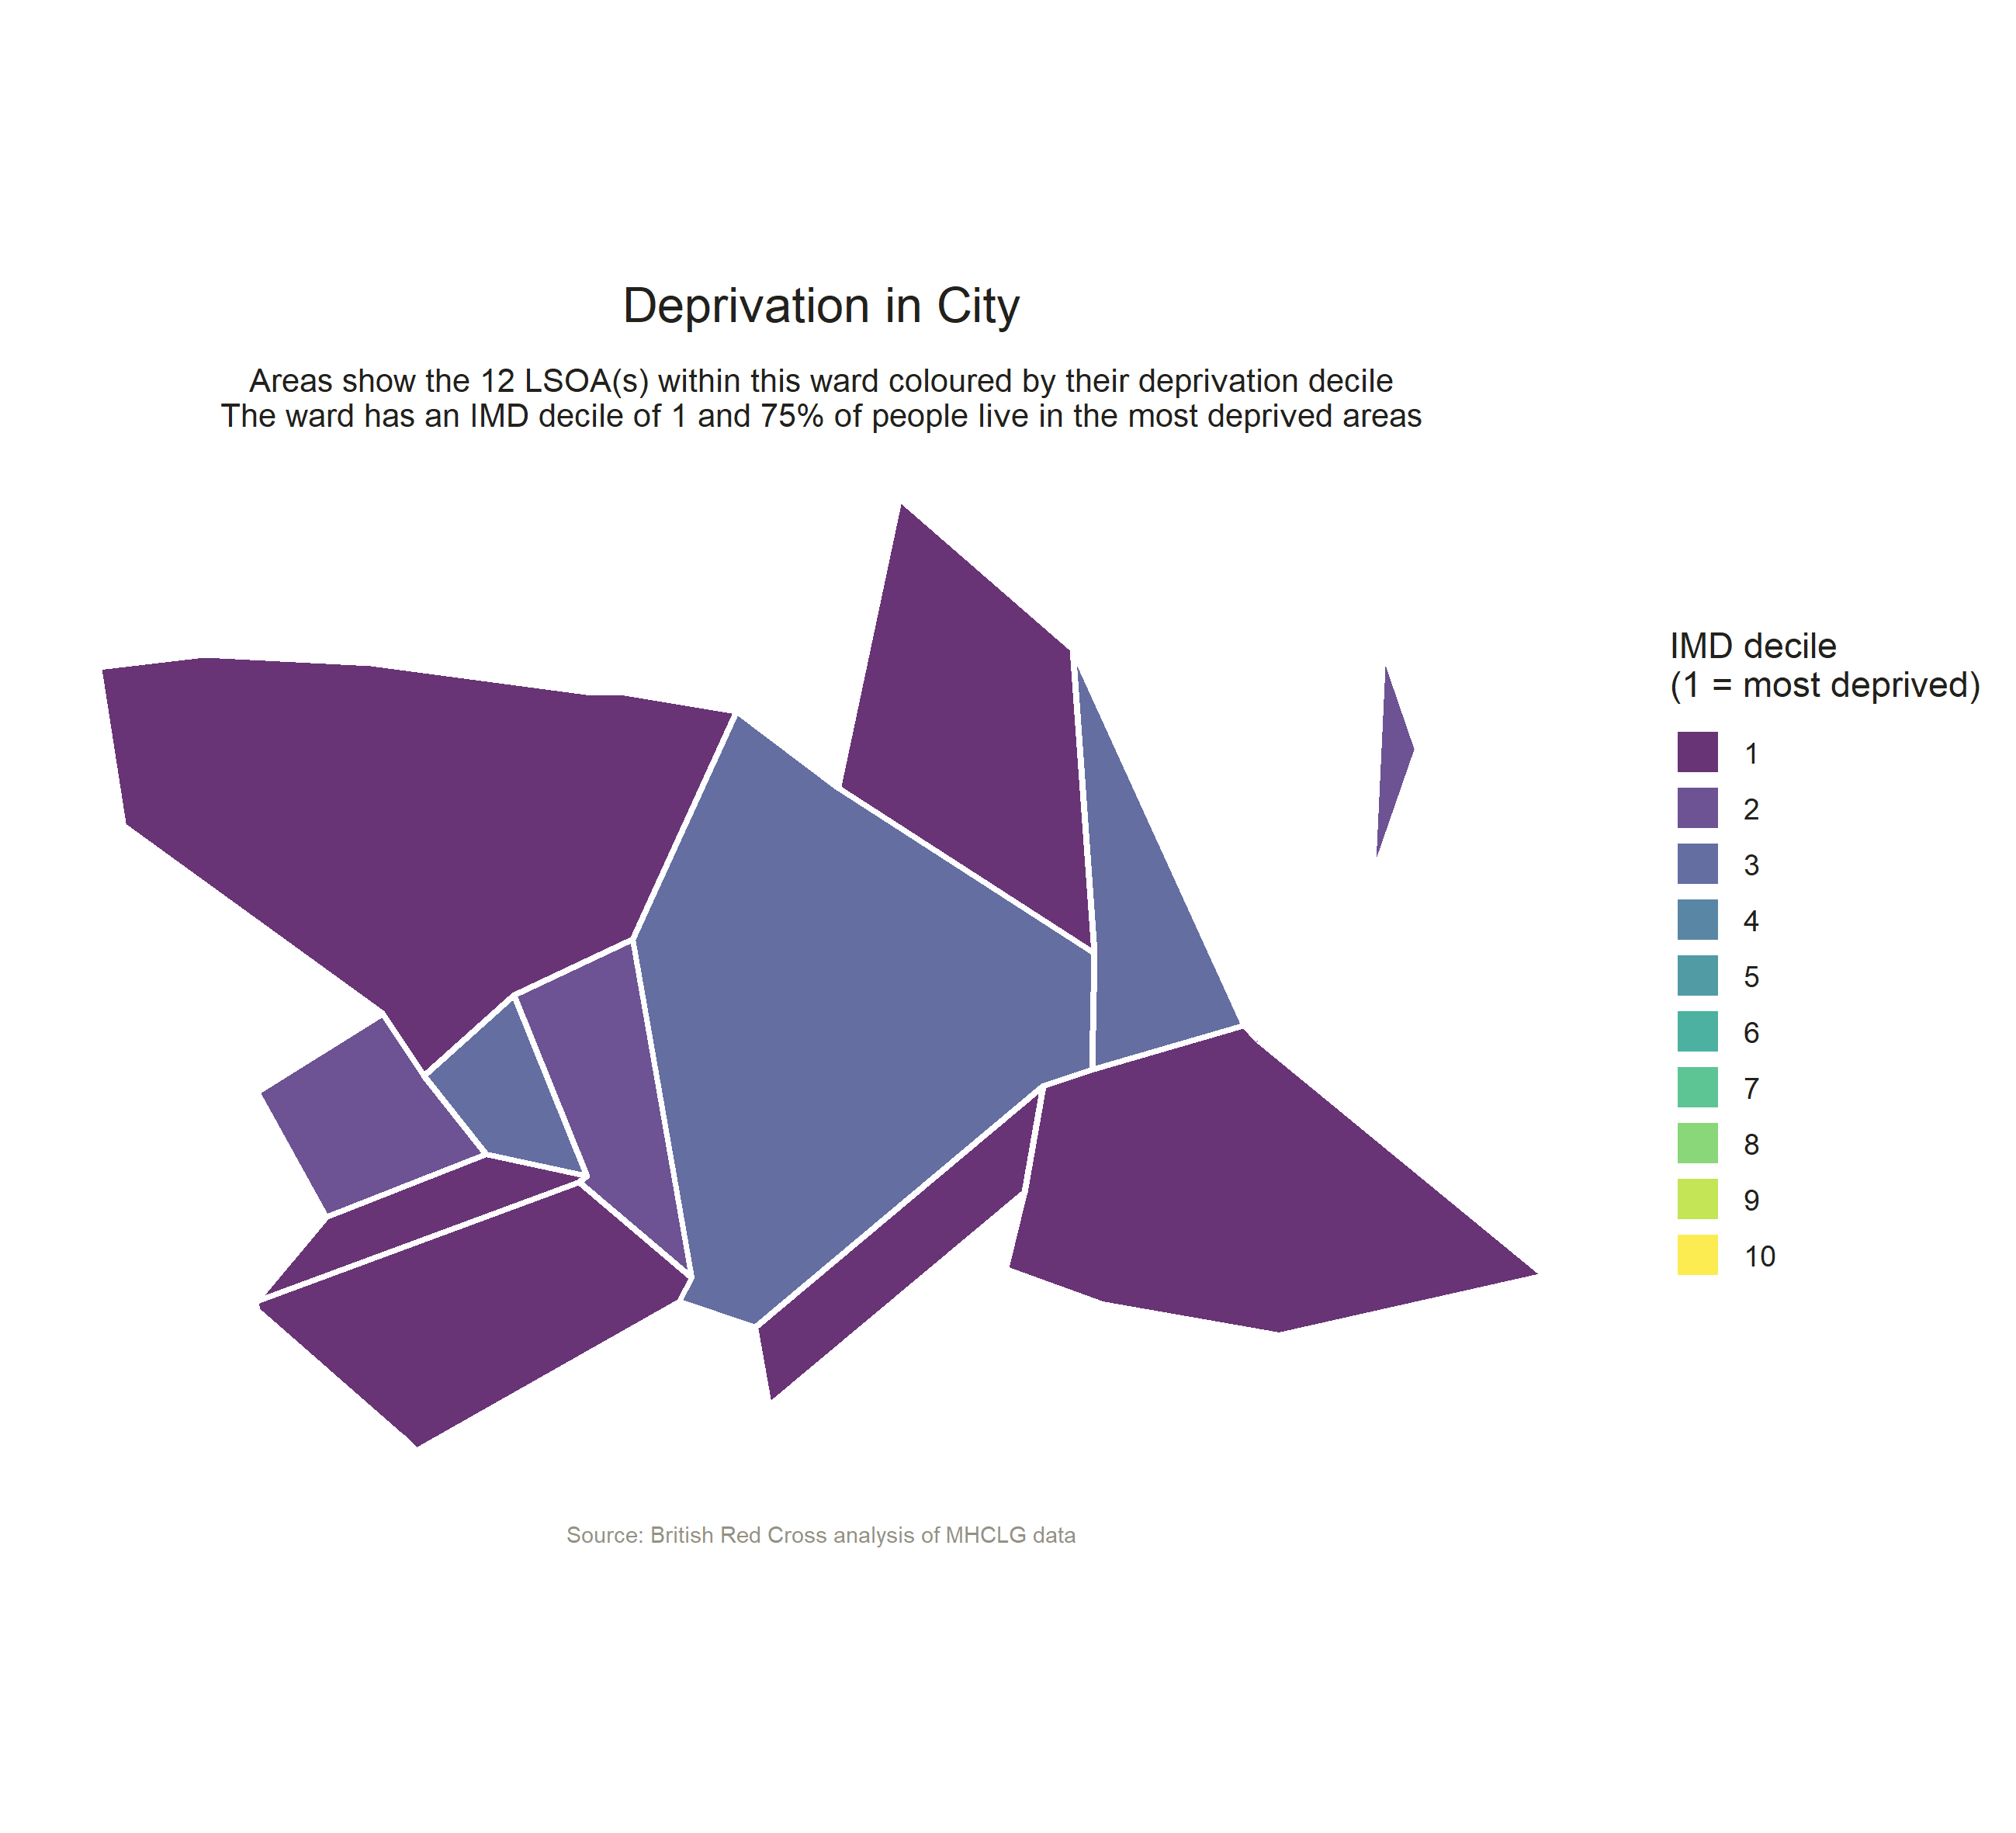 Deprivation in City
Areas show the 12 LSOA(s) within this ward coloured by their deprivation decile
The ward has an IMD decile of 1 and 75% of people live in the most deprived areas
IMD decile
(1 = most deprived)
1
2
3
4
5
6
7
8
9
10
Source: British Red Cross analysis of MHCLG data